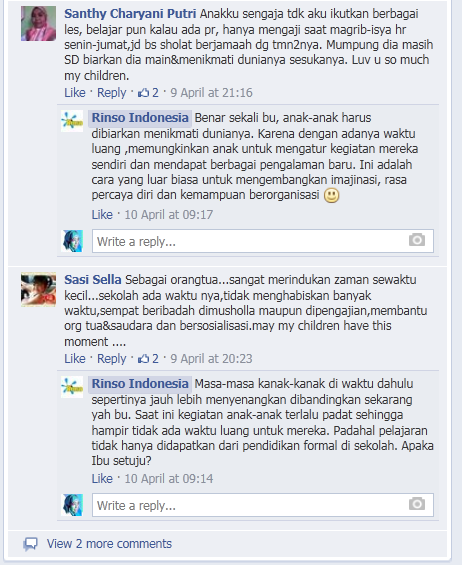 Santhy Charyani Putri Anakku sengaja tdk aku ikutkan berbagai
les, belajar pun kalau ada pr, hanya mengaji saat magrib-isya hr
senin-jumat,jd bs sholat berjamaah dg tmn2nya. Mumpung dia masih
SD biarkan dia main&menikmati dunianya sesukanya. Luv u so much
my children.
Like · Reply · 2 · 9 April at 21:16
Rinso Indonesia Benar sekali bu, anak-anak harus
dibiarkan menikmati dunianya. Karena dengan adanya waktu
luang ,memungkinkan anak untuk mengatur kegiatan mereka
sendiri dan mendapat berbagai pengalaman baru. Ini adalah
cara yang luar biasa untuk mengembangkan imajinasi, rasa
percaya diri dan kemampuan berorganisasi
Like · 10 April at 09:17
Write a reply...
Sasi Sella Sebagai orangtua...sangat merindukan zaman sewaktu
kecil...sekolah ada waktu nya,tidak menghabiskan banyak
waktu,sempat beribadah dimusholla maupun dipengajian,membantu
org tua&saudara dan bersosialisasi.may my children have this
moment ....
Like · Reply · 2 · 9 April at 20:23
Rinso Indonesia Masa-masa kanak-kanak di waktu dahulu
sepertinya jauh lebih menyenangkan dibandingkan sekarang
yah bu. Saat ini kegiatan anak-anak terlalu padat sehingga
hampir tidak ada waktu luang untuk mereka. Padahal pelajaran
tidak hanya didapatkan dari pendidikan formal di sekolah. Apaka
Ibu setuju?
Like · 10 April at 09:14
Write a reply...
View 2 more comments